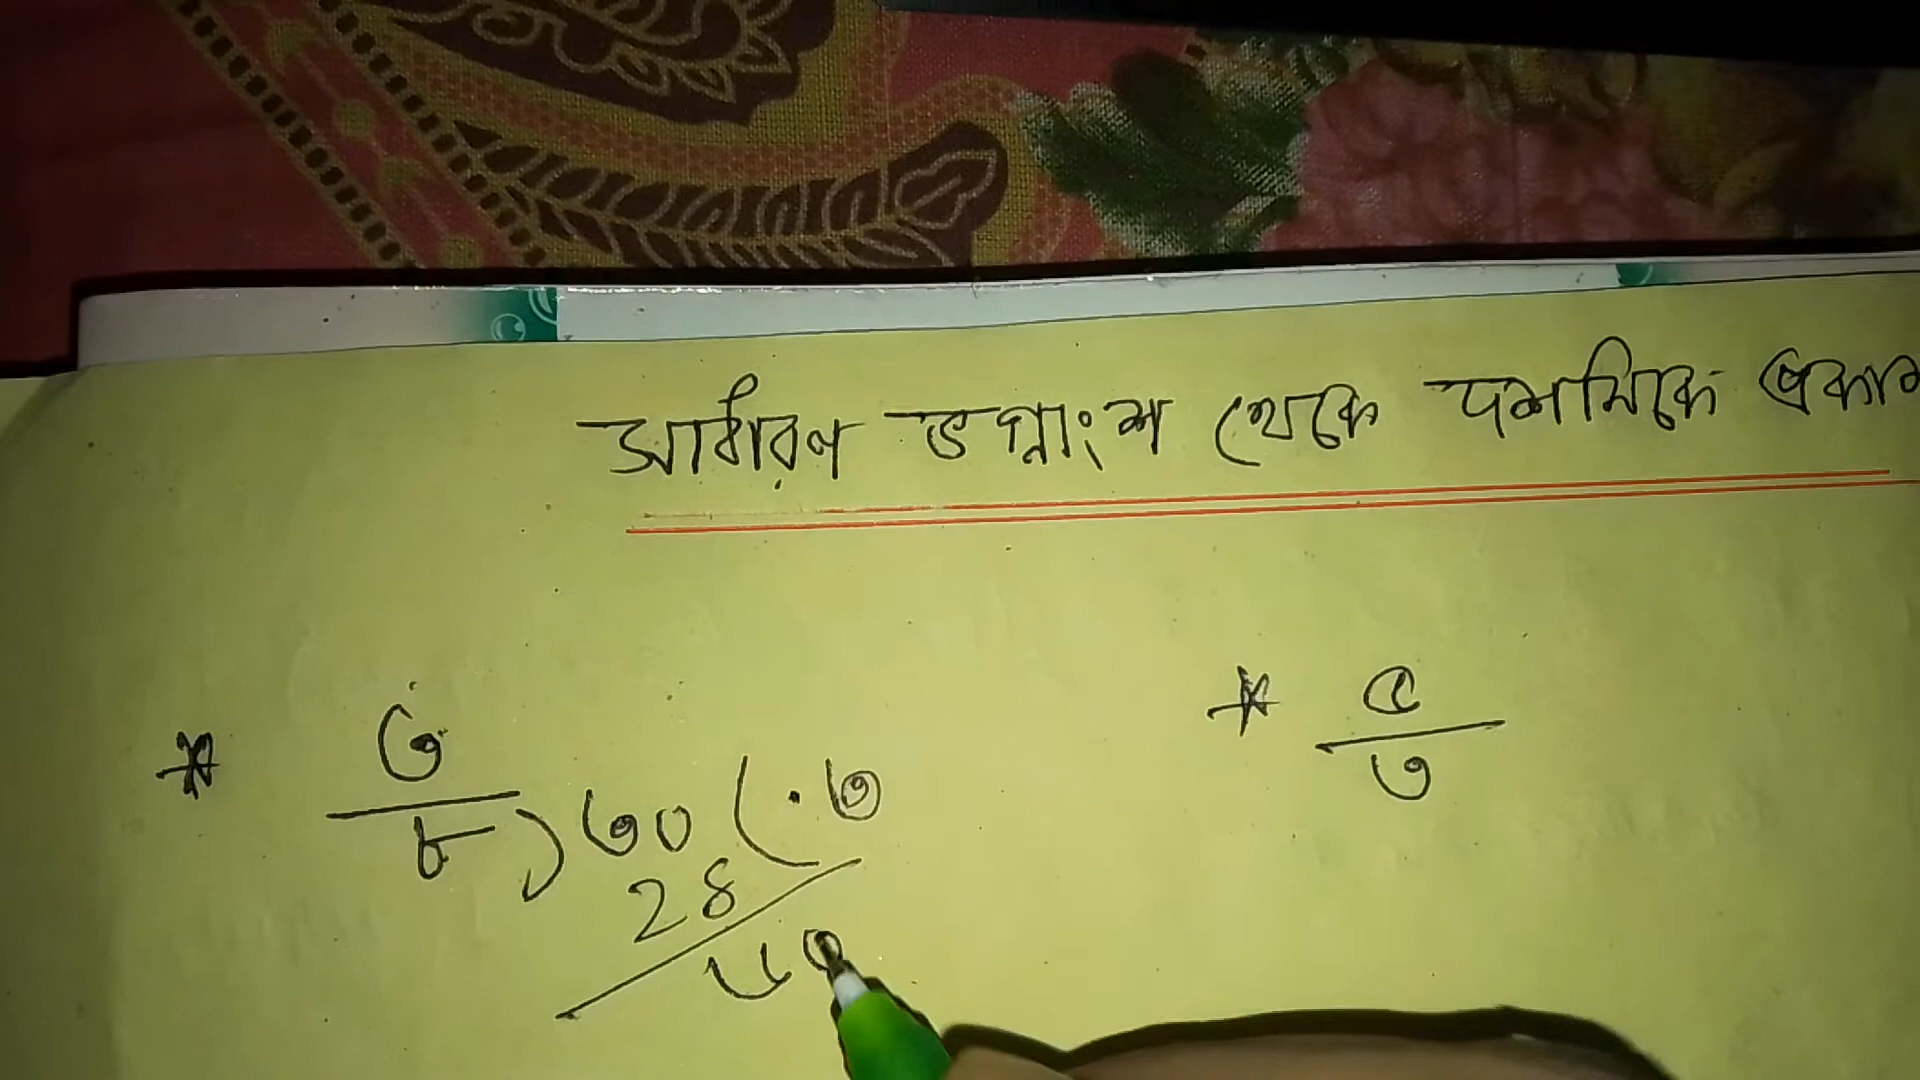 সাধারণ ভগ্নাংশ থেকে দশমিকে প্রকাশ
* ৩/৮ ) ৩০ ( . ৩
২৪
৬০
* ৫/৩